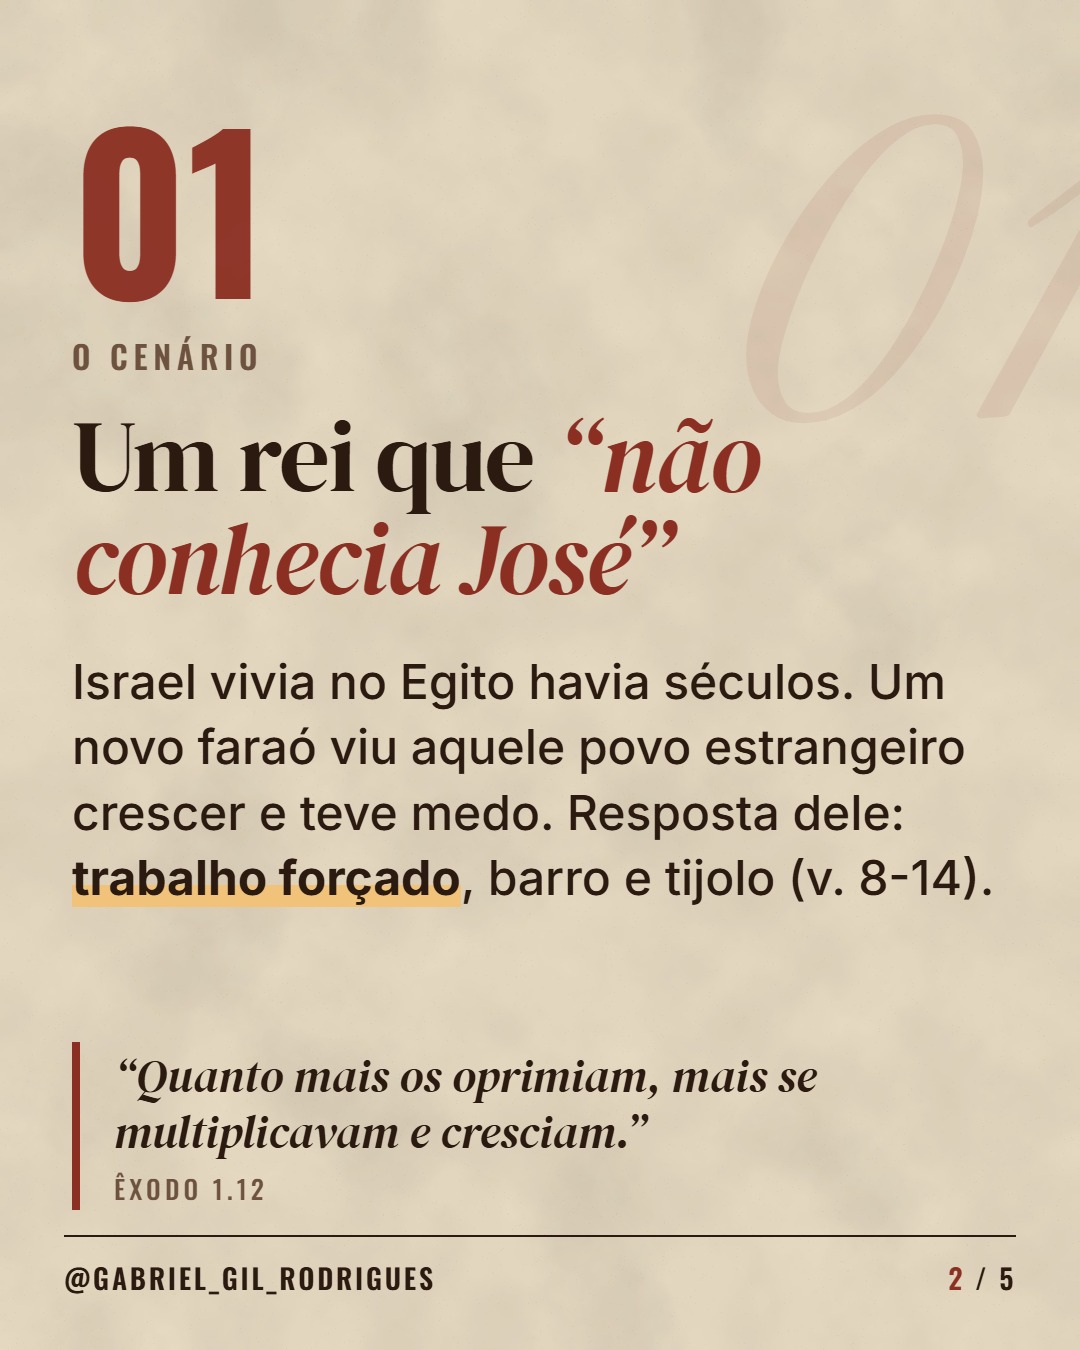 01
01
O CENÁRIO
Um rei que “não
conhecia José”
Israel vivia no Egito havia séculos. Um
novo faraó viu aquele povo estrangeiro
crescer e teve medo. Resposta dele:
trabalho forçado, barro e tijolo (v. 8-14).
“Quanto mais os oprimiam, mais se
multiplicavam e cresciam.”
ÊXODO 1.12
@GABRIEL_GIL_RODRIGUES
2 / 5